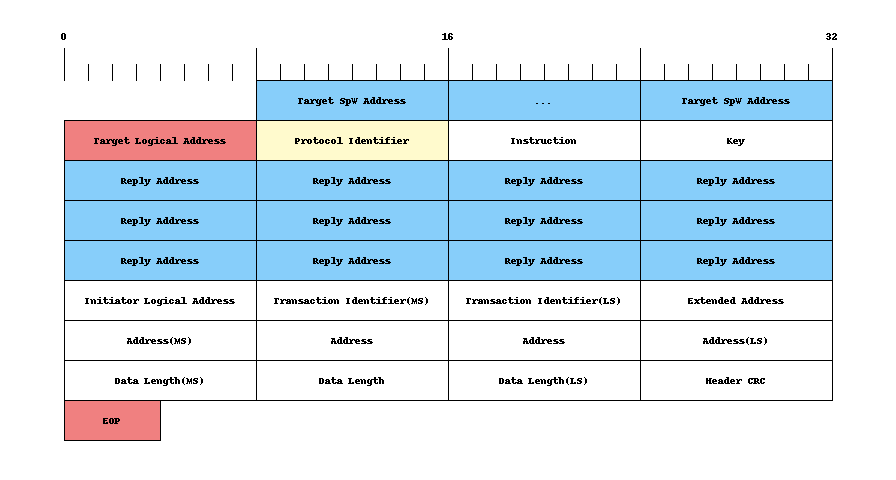 0 16 32
Target SpW Address ... Target SpW Address
Target Logical Address Protocol Identifier Instruction Key
Reply Address Reply Address Reply Address Reply Address
Reply Address Reply Address Reply Address Reply Address
Reply Address Reply Address Reply Address Reply Address
Initiator Logical Address Transaction Identifier(MS) Transaction Identifier(LS) Extended Address
Address(MS) Address Address Address(LS)
Data Length(MS) Data Length Data Length(LS) Header CRC
EOP